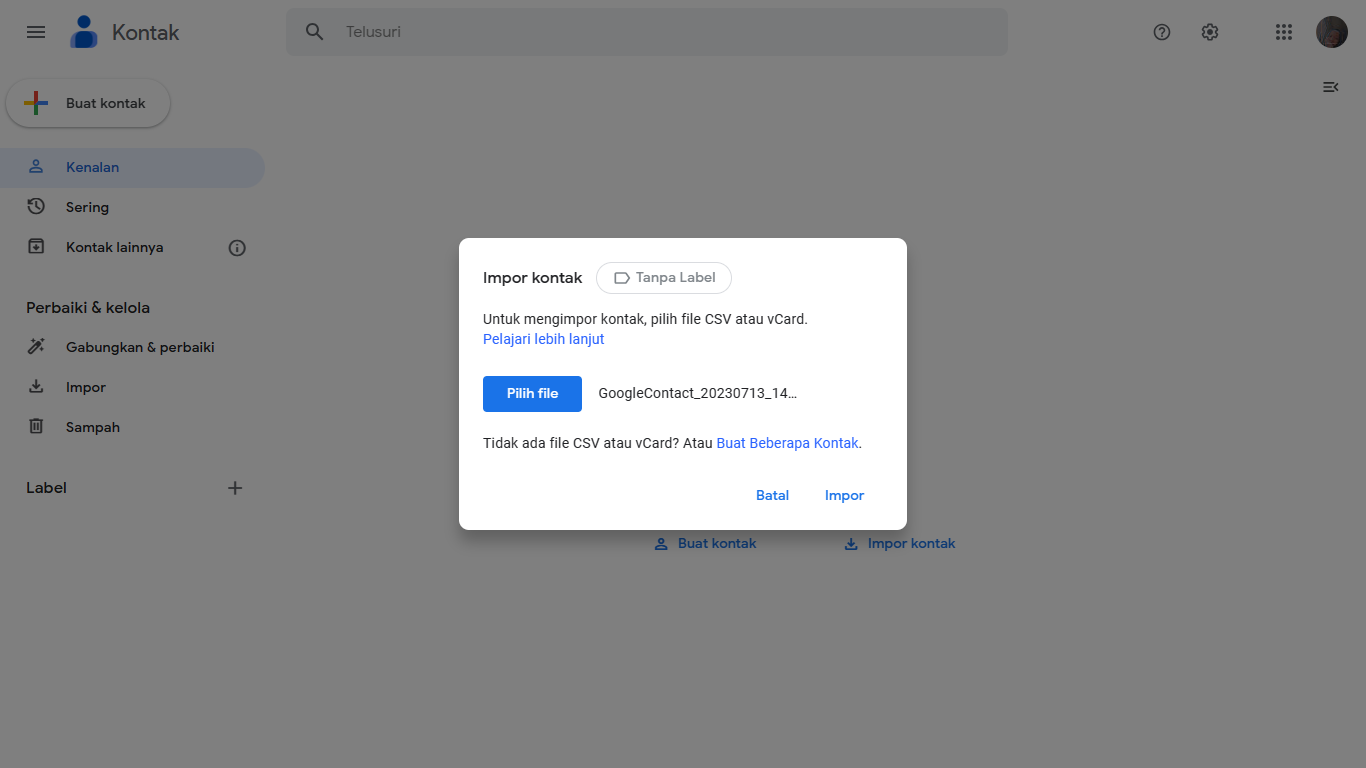 Kontak
Telusuri
Buat kontak
Kenalan
Sering
Kontak lainnya
Perbaiki & kelola
Gabungkan & perbaiki
Impor
Sampah
Label
Impor kontak
Tanpa Label
Untuk mengimpor kontak, pilih file CSV atau vCard.
Pelajari lebih lanjut
Pilih file
GoogleContact_20230713_14...
Tidak ada file CSV atau vCard? Atau Buat Beberapa Kontak.
Batal
Impor
Buat kontak
Impor kontak